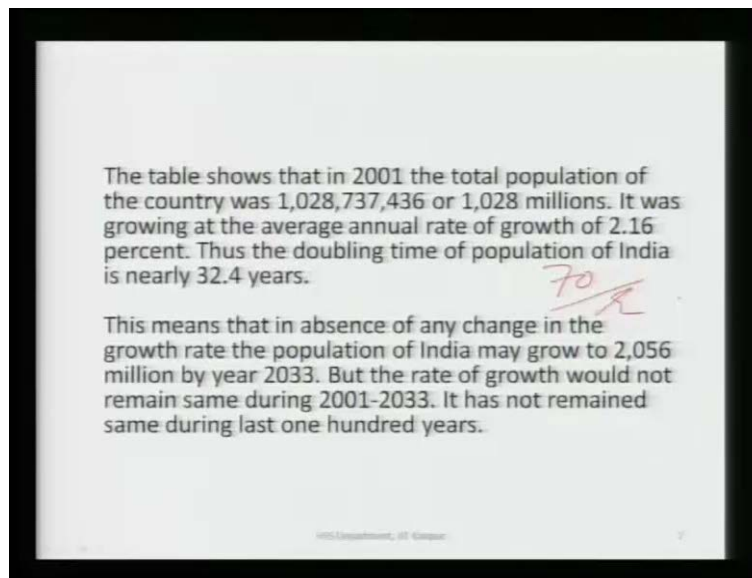 The table shows that in 2001 the total population of
the country was 1,028,737,436 or 1,028 millions. It was
growing at the average annual rate of growth of 2.16
percent. Thus the doubling time of population of India
is nearly 32.4 years.
70
This means that in absence of any change in the
growth rate the population of India may grow to 2,056
million by year 2033. But the rate of growth would not
remain same during 2001-2033. It has not remained
same during last one hundred years.
HSS Department, IIT Kanpur
7